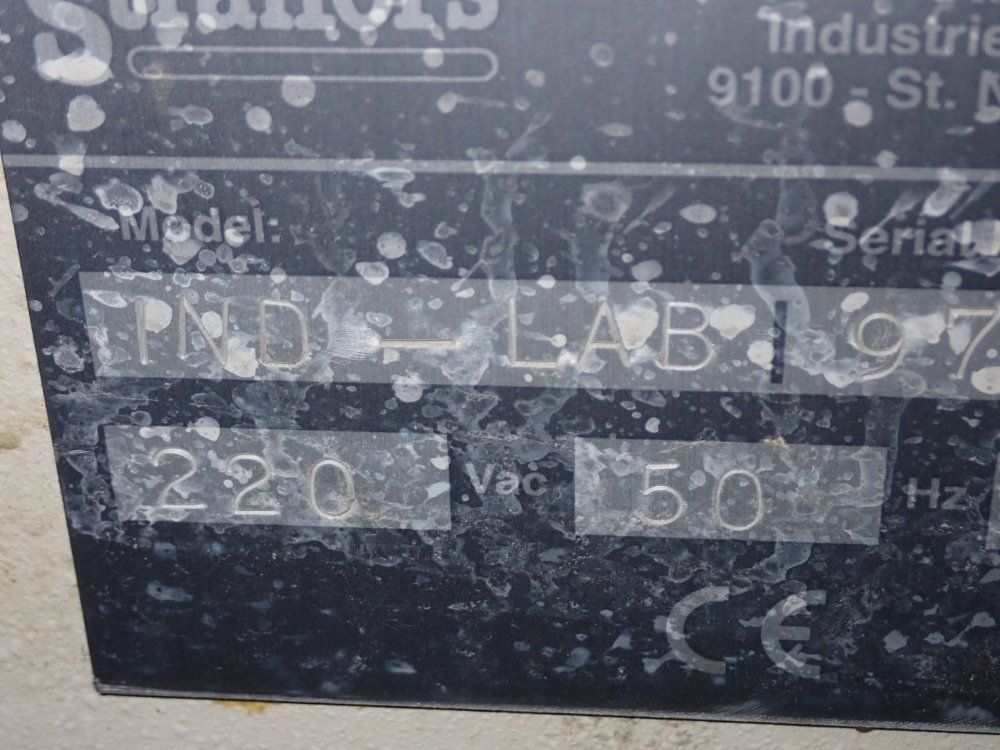 Industrie
9100 - St. N
Model: Serial
IND - LAB 97
220 Vac 50 Hz
CE